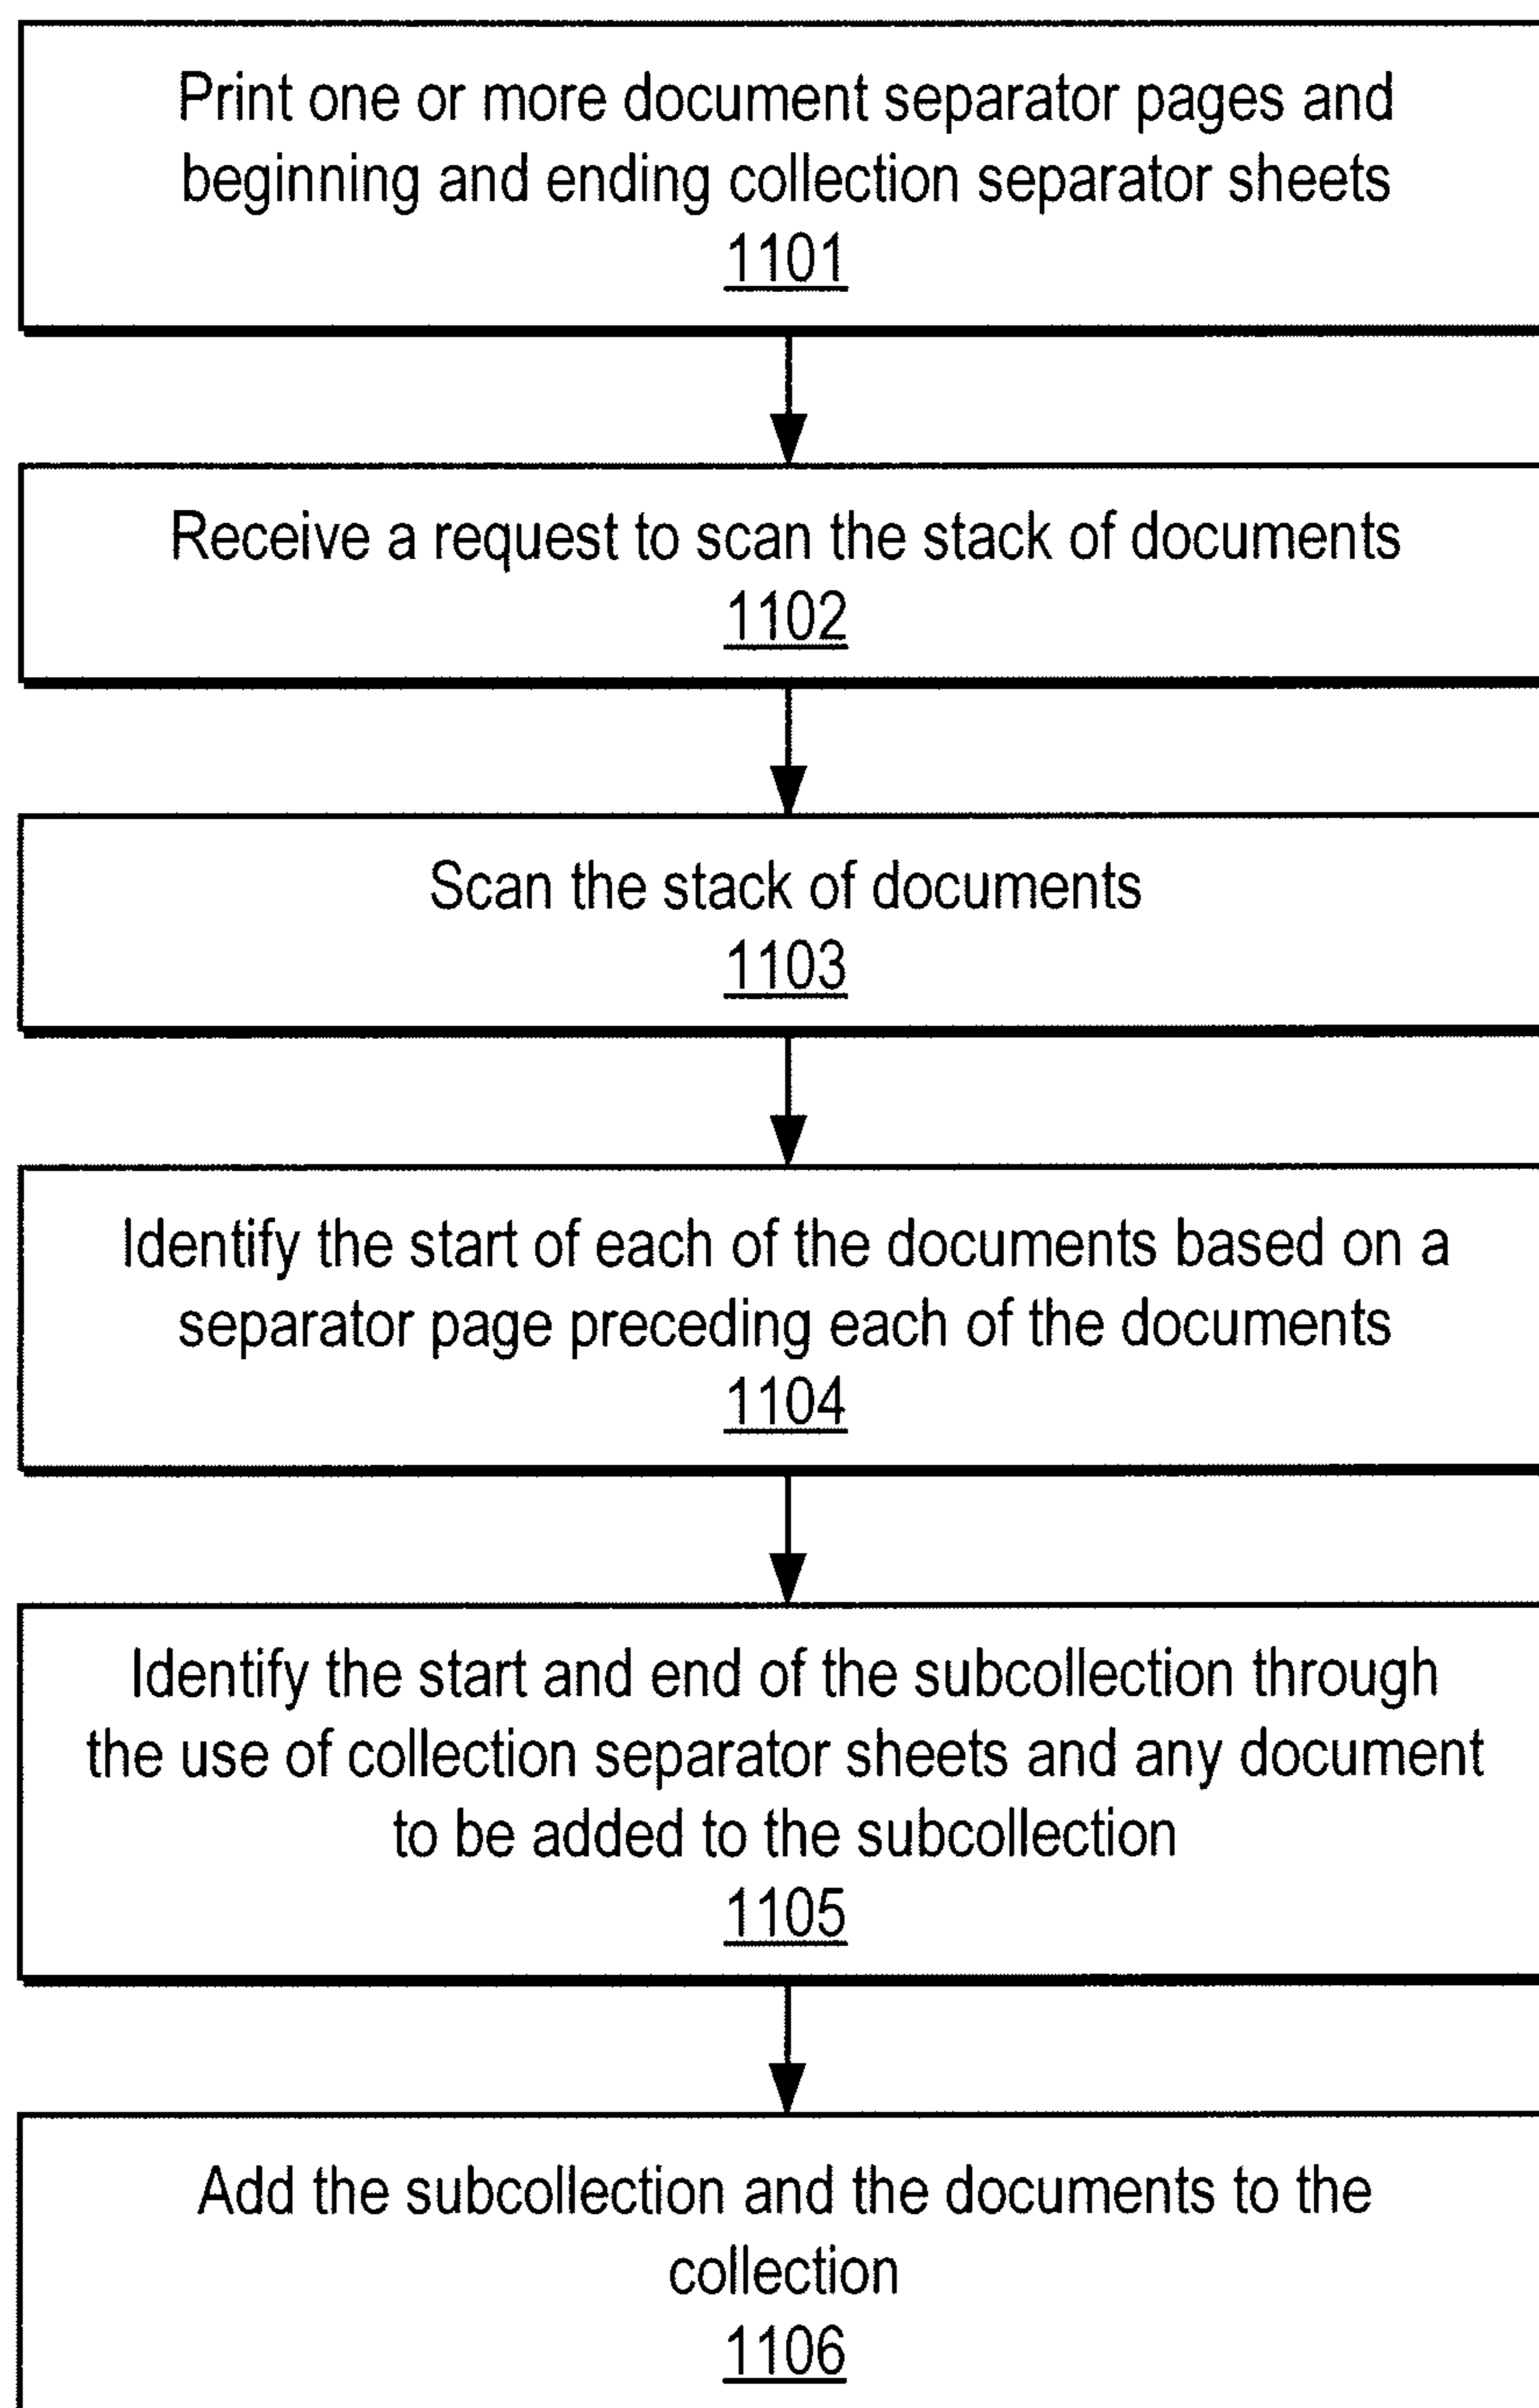 Print one or more document separator pages and
beginning and ending collection separator sheets
1101
Receive a request to scan the stack of documents
1102
Scan the stack of documents
1103
Identify the start of each of the documents based on a
separator page preceding each of the documents
1104
Identify the start and end of the subcollection through
the use of collection separator sheets and any document
to be added to the subcollection
1105
Add the subcollection and the documents to the
collection
1106